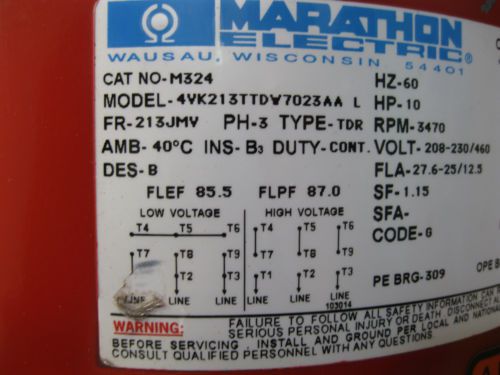 MARATHON
ELECTRIC®
WAUSAU, WISCONSIN 54401
CAT NO-M324 HZ-60
MODEL-4VK213TTDW7023AA L HP-10
FR-213JMV PH-3 TYPE-TDR RPM-3470
AMB-40°C INS-B3 DUTY-CONT. VOLT-208-230/460
DES-B FLA-27.6-25/12.5
FLEF 85.5 FLPF 87.0 SF-1.15
LOW VOLTAGE HIGH VOLTAGE SFA-
T4 T5 T6 T4 T5 T6 CODE-G
T7 T8 T9 T7 T8 T9
T2 T3 T1 T2 T3 PE BRG-309 OPE B
LINE LINE LINE LINE LINE LINE
103014
WARNING: FAILURE TO FOLLOW ALL SAFETY INFORMATION CAN
SERIOUS PERSONAL INJURY OR DEATH. DISCONNECT
BEFORE SERVICING. INSTALL AND GROUND PER LOCAL AND NATIONAL
CONSULT QUALIFIED PERSONNEL WITH